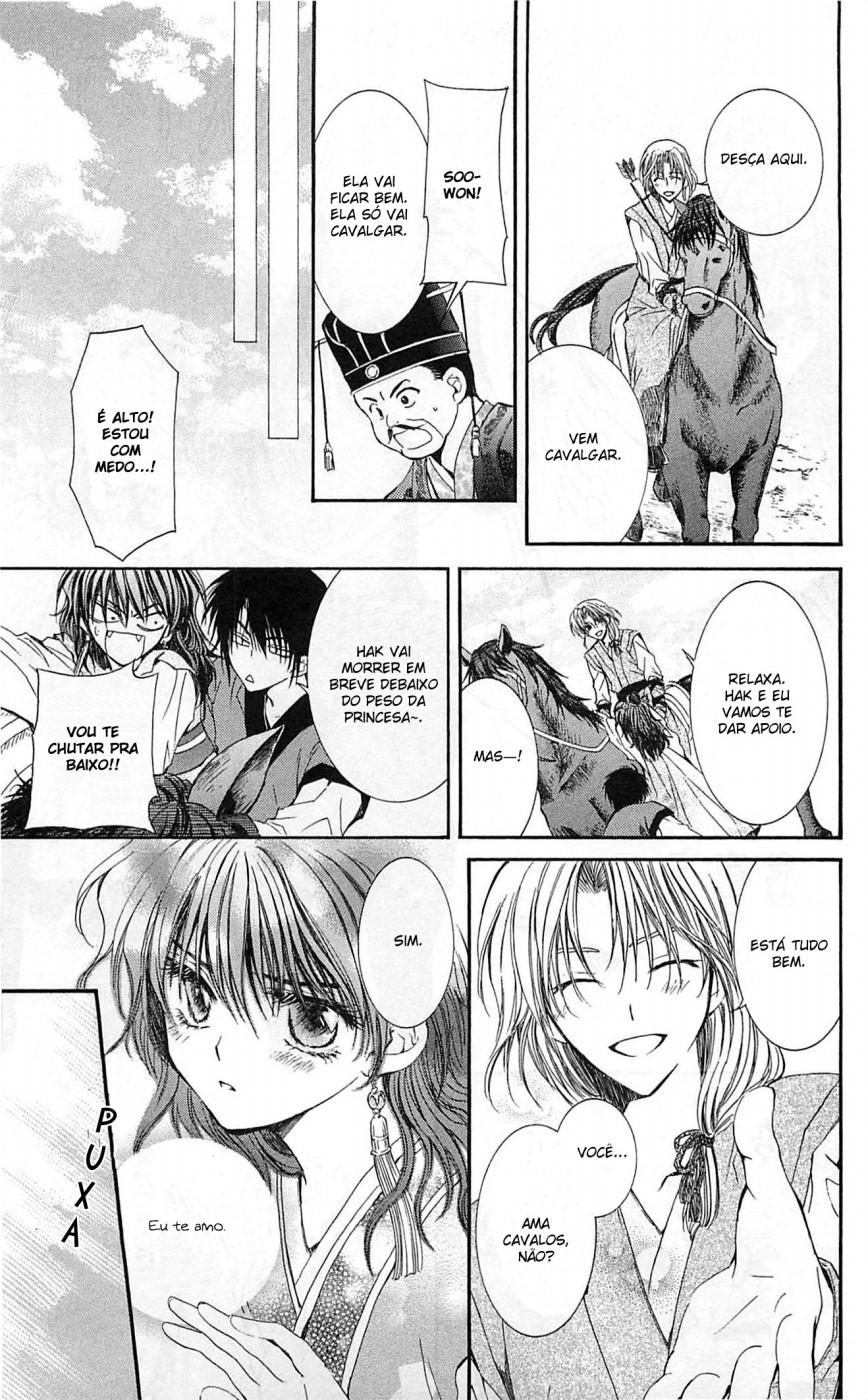 DESÇA AQUI.
VEM
CAVALGAR.
SOO-
WON!
ELA VAI
FICAR BEM.
ELA SÓ VAI
CAVALGAR.
É ALTO!
ESTOU
COM
MEDO...!
RELAXA.
HAK E EU
VAMOS TE
DAR APOIO.
MAS—!
HAK VAI
MORRER EM
BREVE DEBAIXO
DO PESO DA
PRINCESA~.
VOU TE
CHUTAR PRA
BAIXO!!
ESTÁ TUDO
BEM.
VOCÊ...
AMA
CAVALOS,
NÃO?
SIM.
Eu te amo.
PUXA